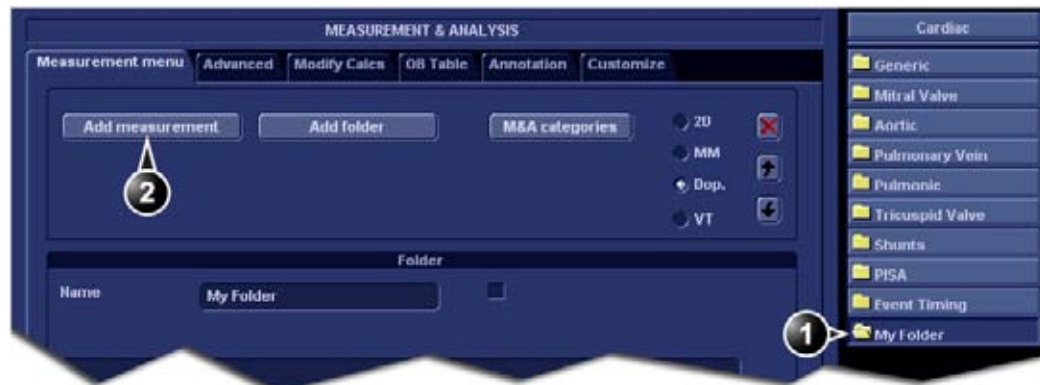 MEASUREMENT & ANALYSIS
Measurement menu Advanced Modify Calcs OB Table Annotation Customize
Add measurement Add folder M&A categories
2D
MM
Dop.
VT
2
Folder
Name My Folder
Cardiac
Generic
Mitral Valve
Aortic
Pulmonary Vein
Pulmonic
Tricuspid Valve
Shunts
PISA
Event Timing
1 My Folder